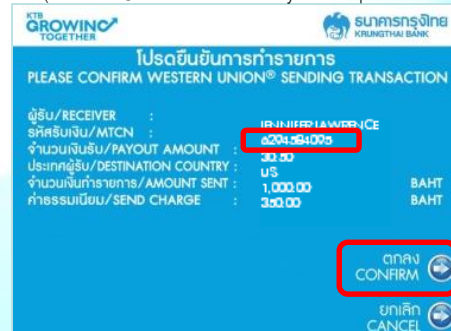 KTB
GROWING
TOGETHER
ธนาคารกรุงไทย
KRUNGTHAI BANK
โปรดยืนยันการทำรายการ
PLEASE CONFIRM WESTERN UNION® SENDING TRANSACTION
ผู้รับ/RECEIVER : JENNIFER LAWRENCE
รหัสรับเงิน/MTCN : 6294584095
จำนวนเงินรับ/PAYOUT AMOUNT : 30.50
ประเทศผู้รับ/DESTINATION COUNTRY : US
จำนวนเงินทำรายการ/AMOUNT SENT : 1,000.00 BAHT
ค่าธรรมเนียม/SEND CHARGE : 350.00 BAHT
ตกลง
CONFIRM
ยกเลิก
CANCEL